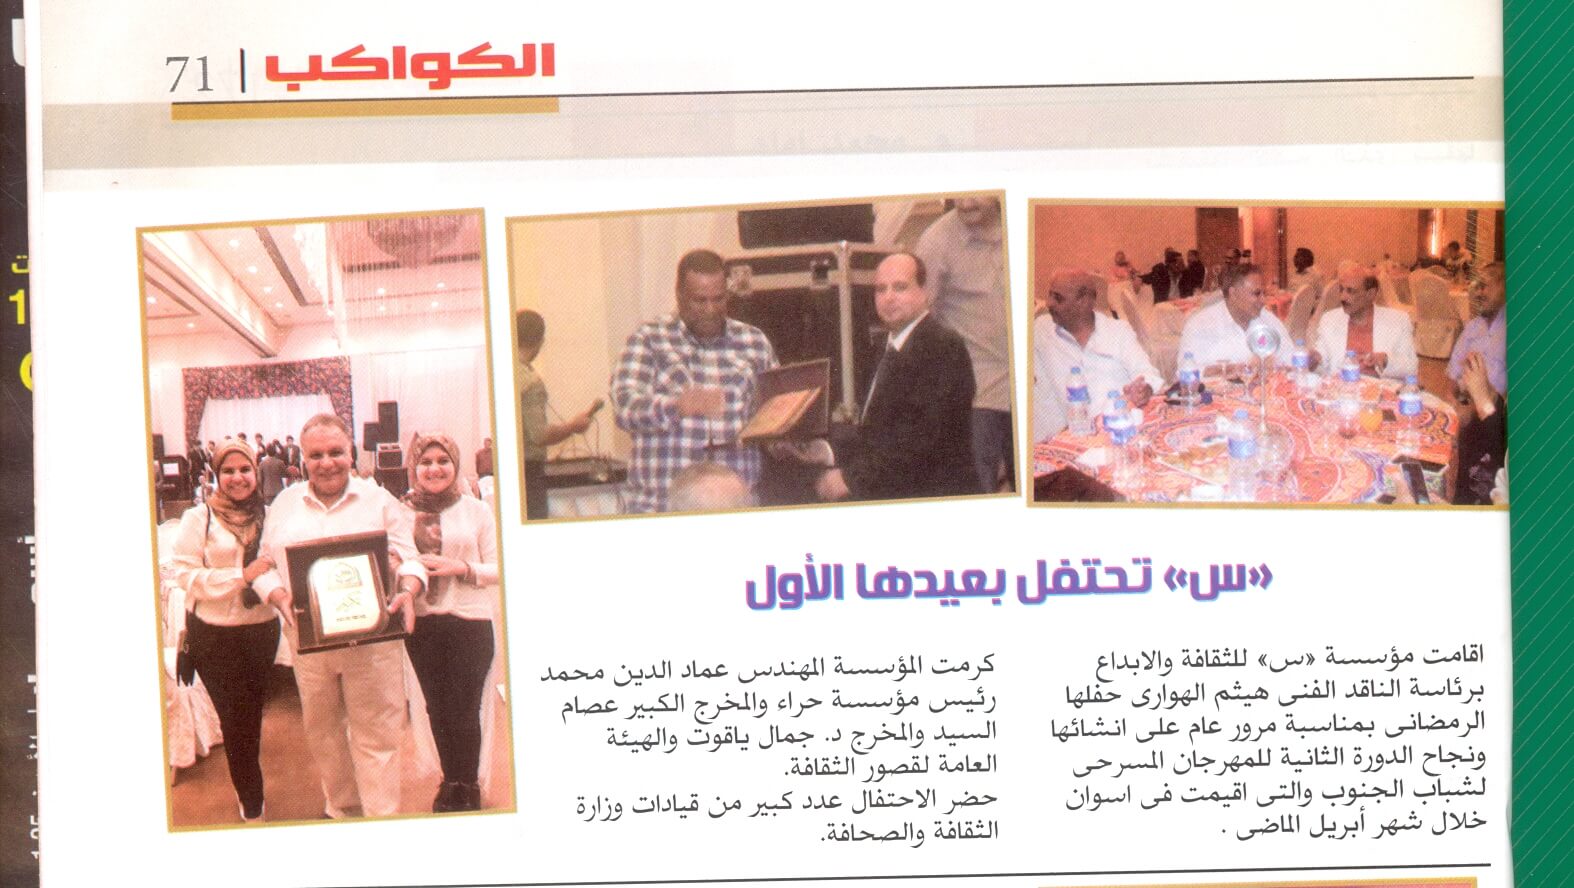 الكواكب | 71
«س» تحتفل بعيدها الأول
اقامت مؤسسة «س» للثقافة والابداع
برئاسة الناقد الفنى هيثم الهوارى حفلها
الرمضانى بمناسبة مرور عام على انشائها
ونجاح الدورة الثانية للمهرجان المسرحى
لشباب الجنوب والتى اقيمت فى اسوان
خلال شهر أبريل الماضى .
كرمت المؤسسة المهندس عماد الدين محمد
رئيس مؤسسة حراء والمخرج الكبير عصام
السيد والمخرج د. جمال ياقوت والهيئة
العامة لقصور الثقافة.
حضر الاحتفال عدد كبير من قيادات وزارة
الثقافة والصحافة.